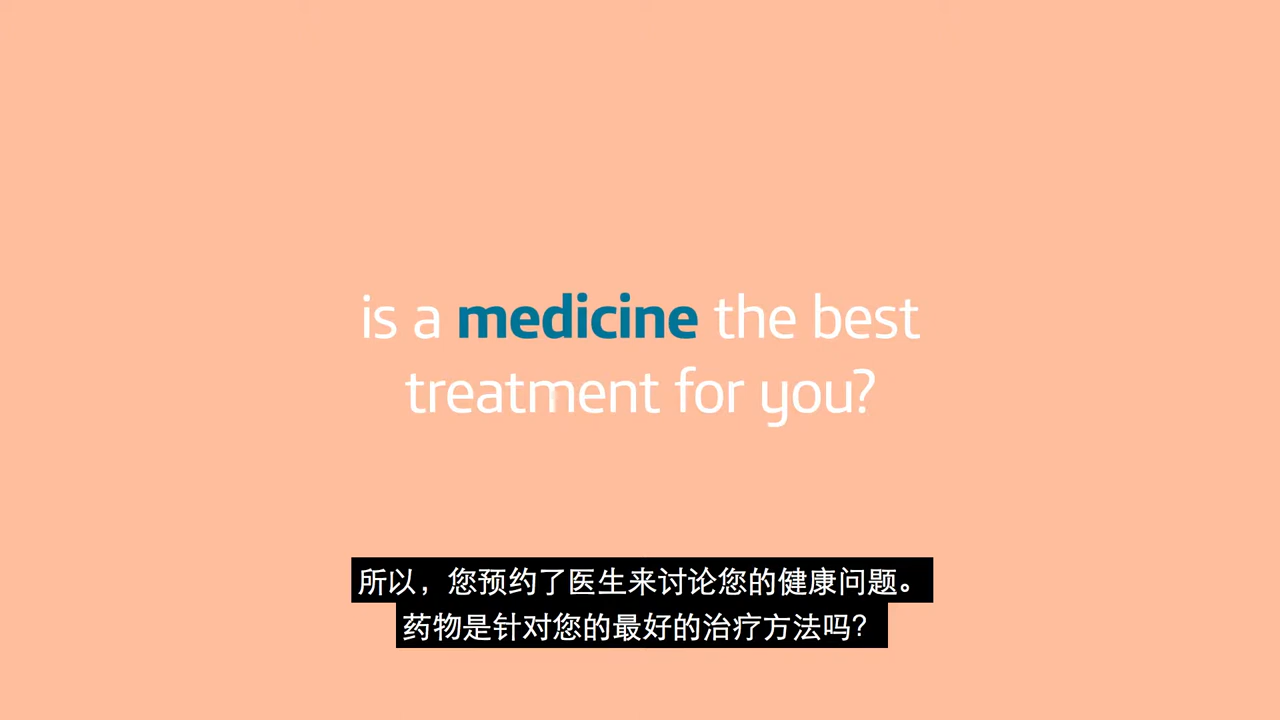 is a medicine the best
treatment for you?
所以，您预约了医生来讨论您的健康问题。
药物是针对您的最好的治疗方法吗？